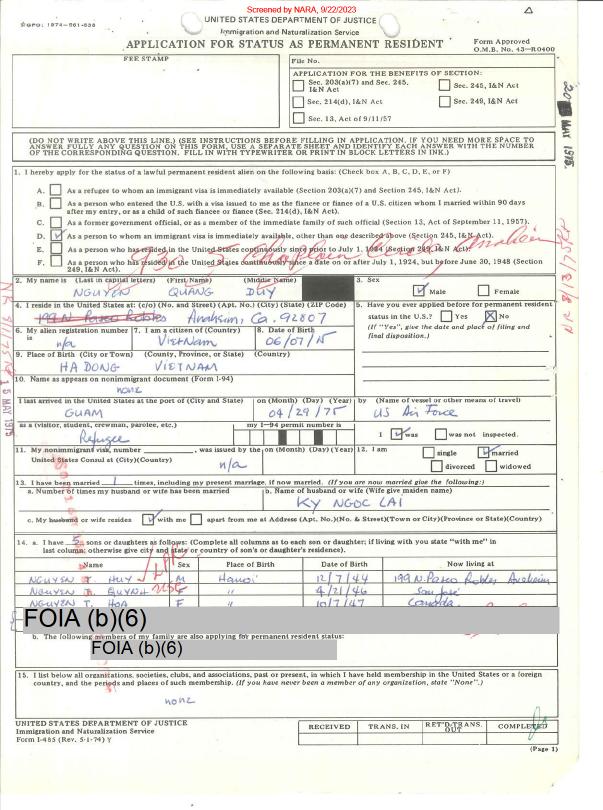 Screened by NARA, 9/22/2023
GPO: 1974-561-638
UNITED STATES DEPARTMENT OF JUSTICE
Immigration and Naturalization Service
APPLICATION FOR STATUS AS PERMANENT RESIDENT
Form Approved
O.M.B. No. 43-R0400
FEE STAMP
File No.
APPLICATION FOR THE BENEFITS OF SECTION:
Sec. 203(a)(7) and Sec. 245, I&N Act
Sec. 245, I&N Act
Sec. 214(d), I&N Act
Sec. 249, I&N Act
Sec. 13, Act of 9/11/57
20 MAY 1975
(DO NOT WRITE ABOVE THIS LINE.) (SEE INSTRUCTIONS BEFORE FILLING IN APPLICATION. IF YOU NEED MORE SPACE TO
ANSWER FULLY ANY QUESTION ON THIS FORM, USE A SEPARATE SHEET AND IDENTIFY EACH ANSWER WITH THE NUMBER
OF THE CORRESPONDING QUESTION. FILL IN WITH TYPEWRITER OR PRINT IN BLOCK LETTERS IN INK.)
1. I hereby apply for the status of a lawful permanent resident alien on the following basis: (Check box A, B, C, D, E, or F)
A. As a refugee to whom an immigrant visa is immediately available (Section 203(a)(7) and Section 245, I&N Act).
B. As a person who entered the U.S. with a visa issued to me as the fiancee or fiance of a U.S. citizen whom I married within 90 days
after my entry, or as a child of such fiancee or fiance (Sec. 214(d), I&N Act).
C. As a former government official, or as a member of the immediate family of such official (Section 13, Act of September 11, 1957).
D. As a person to whom an immigrant visa is immediately available, other than one described above (Section 245, I&N Act).
E. As a person who has resided in the United States continuously since prior to July 1, 1924 (Section 249, I&N Act).
F. As a person who has resided in the United States continuously since a date on or after July 1, 1924, but before June 30, 1948 (Section
249, I&N Act).
2. My name is (Last in capital letters) (First Name) (Middle Name)
NGUYEN QUANG DUY
3. Sex
Male Female
4. I reside in the United States at: (c/o) (No. and Street) (Apt. No.) (City) (State) (ZIP Code)
199 N Paseo Robles Anaheim, Ca. 92807
5. Have you ever applied before for permanent resident
status in the U.S.? Yes No
(If "Yes", give the date and place of filing and
final disposition.)
6. My alien registration number is
n/a
7. I am a citizen of (Country)
VIETNAM
8. Date of Birth
06/07/15
9. Place of Birth (City or Town) (County, Province, or State) (Country)
HA DONG VIETNAM
10. Name as appears on nonimmigrant document (Form I-94)
none
I last arrived in the United States at the port of (City and State)
GUAM
on (Month) (Day) (Year)
04/29/75
by (Name of vessel or other means of travel)
US Air Force
as a (visitor, student, crewman, parolee, etc.)
Refugee
my I-94 permit number is
I was was not inspected.
11. My nonimmigrant visa, number , was issued by the
United States Consul at (City)(Country)
on (Month) (Day) (Year)
n/a
12. I am
single married
divorced widowed
13. I have been married 1 times, including my present marriage, if now married. (If you are now married give the following:)
a. Number of times my husband or wife has been married
b. Name of husband or wife (Wife give maiden name)
KY NGOC LAI
c. My husband or wife resides with me apart from me at Address (Apt. No.)(No. & Street)(Town or City)(Province or State)(Country)
14. a. I have 5 sons or daughters as follows: (Complete all columns as to each son or daughter; if living with you state "with me" in
last column; otherwise give city and state or country of son's or daughter's residence).
Name Sex Place of Birth Date of Birth Now living at
NGUYEN T. HUY M Hanoi 12/7/44 199 N. Paseo Robles Anaheim
NGUYEN T. QUYNH F " 4/21/46 San José
NGUYEN T. HOA F " 10/7/47 Canada
FOIA (b)(6)
b. The following members of my family are also applying for permanent resident status:
FOIA (b)(6)
15. I list below all organizations, societies, clubs, and associations, past or present, in which I have held membership in the United States or a foreign
country, and the periods and places of such membership. (If you have never been a member of any organization, state "None".)
none
UNITED STATES DEPARTMENT OF JUSTICE
Immigration and Naturalization Service
Form I-485 (Rev. 5-1-74) Y
RECEIVED TRANS. IN RET'D-TRANS. OUT COMPLETED
(Page 1)